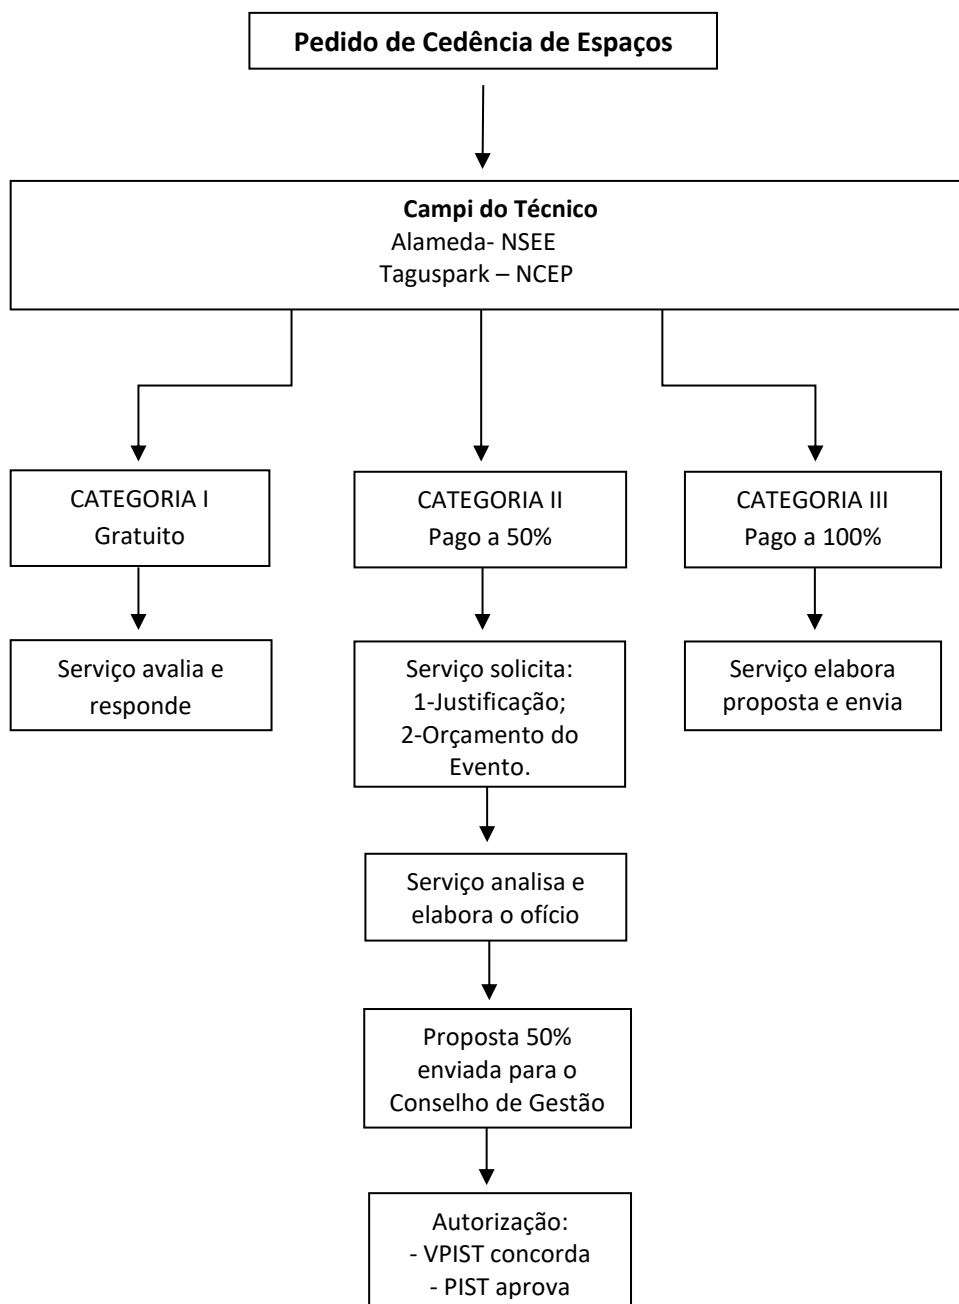 Pedido de Cedência de Espaços
Campi do Técnico
Alameda- NSEE
Taguspark – NCEP
CATEGORIA I
Gratuito
CATEGORIA II
Pago a 50%
CATEGORIA III
Pago a 100%
Serviço avalia e
responde
Serviço solicita:
1-Justificação;
2-Orçamento do
Evento.
Serviço elabora
proposta e envia
Serviço analisa e
elabora o ofício
Proposta 50%
enviada para o
Conselho de Gestão
Autorização:
- VPIST concorda
- PIST aprova